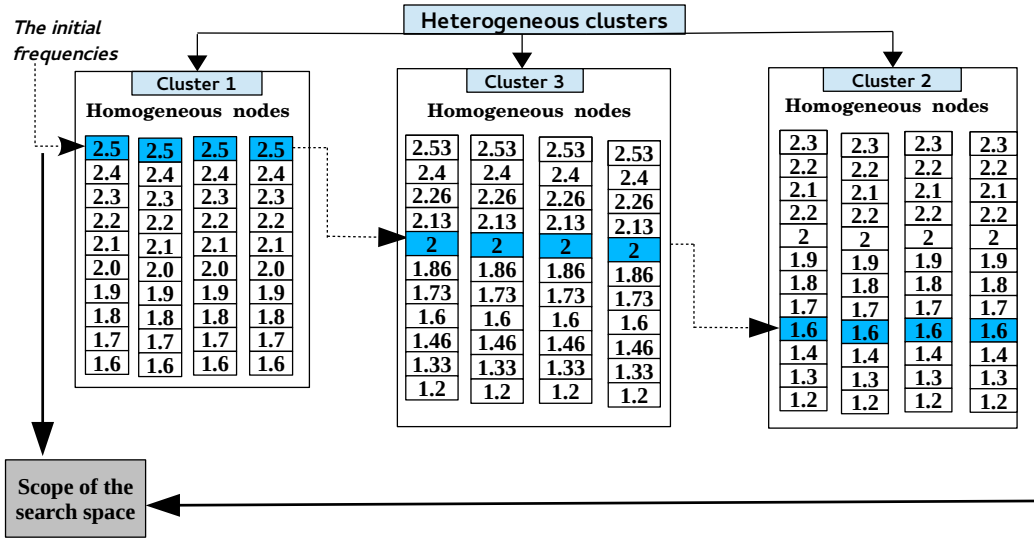 Heterogeneous clusters
The initial
frequencies
Cluster 1
Homogeneous nodes
2.5 2.5 2.5 2.5
2.4 2.4 2.4 2.4
2.3 2.3 2.3 2.3
2.2 2.2 2.2 2.2
2.1 2.1 2.1 2.1
2.0 2.0 2.0 2.0
1.9 1.9 1.9 1.9
1.8 1.8 1.8 1.8
1.7 1.7 1.7 1.7
1.6 1.6 1.6 1.6
Cluster 3
Homogeneous nodes
2.53 2.53 2.53 2.53
2.4 2.4 2.4 2.4
2.26 2.26 2.26 2.26
2.13 2.13 2.13 2.13
2 2 2 2
1.86 1.86 1.86 1.86
1.73 1.73 1.73 1.73
1.6 1.6 1.6 1.6
1.46 1.46 1.46 1.46
1.33 1.33 1.33 1.33
1.2 1.2 1.2 1.2
Cluster 2
Homogeneous nodes
2.3 2.3 2.3 2.3
2.2 2.2 2.2 2.2
2.1 2.1 2.1 2.1
2.2 2.2 2.2 2.2
2 2 2 2
1.9 1.9 1.9 1.9
1.8 1.8 1.8 1.8
1.7 1.7 1.7 1.7
1.6 1.6 1.6 1.6
1.4 1.4 1.4 1.4
1.3 1.3 1.3 1.3
1.2 1.2 1.2 1.2
Scope of the
search space